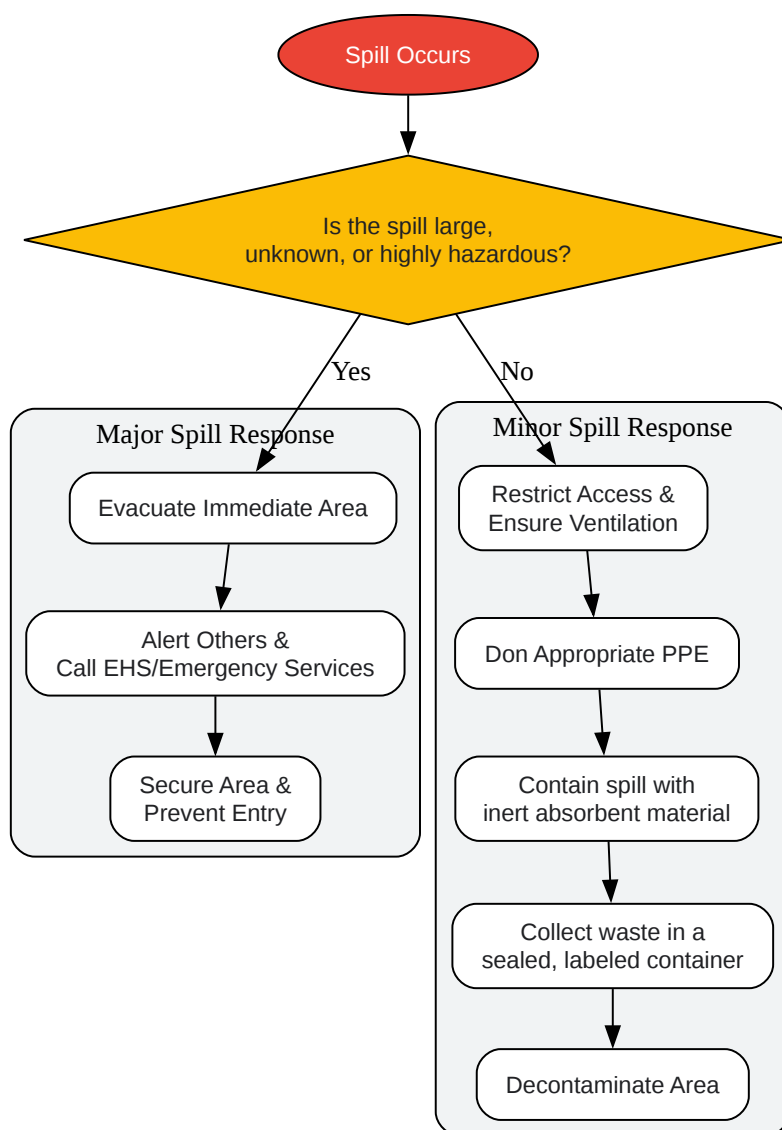 Spill Occurs
Is the spill large,
unknown, or highly hazardous?
Yes
No
Major Spill Response
Evacuate Immediate Area
Alert Others &
Call EHS/Emergency Services
Secure Area &
Prevent Entry
Minor Spill Response
Restrict Access &
Ensure Ventilation
Don Appropriate PPE
Contain spill with
inert absorbent material
Collect waste in a
sealed, labeled container
Decontaminate Area